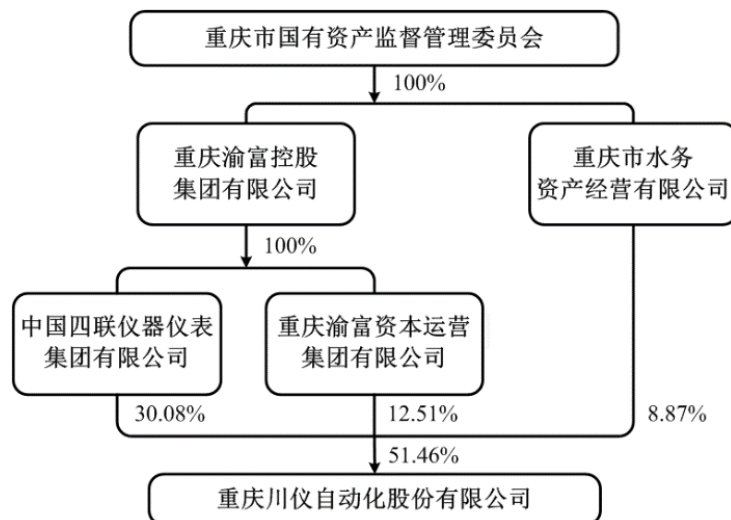 重庆市国有资产监督管理委员会
100%
重庆渝富控股
集团有限公司
重庆市水务
资产经营有限公司
100%
中国四联仪器仪表
集团有限公司
重庆渝富资本运营
集团有限公司
30.08%
12.51%
8.87%
51.46%
重庆川仪自动化股份有限公司